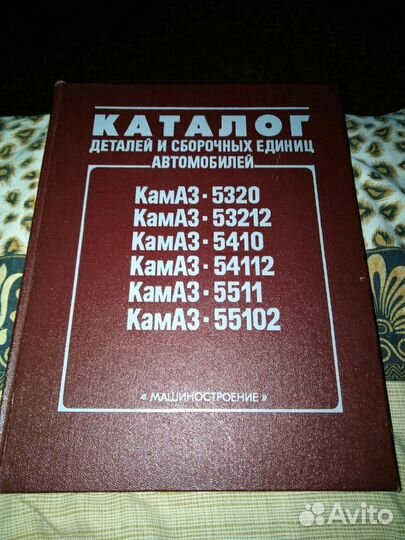 КАТАЛОГ
ДЕТАЛЕЙ И СБОРОЧНЫХ ЕДИНИЦ
АВТОМОБИЛЕЙ
КамАЗ·5320
КамАЗ·53212
КамАЗ·5410
КамАЗ·54112
КамАЗ·5511
КамАЗ·55102
« МАШИНОСТРОЕНИЕ »
Avito